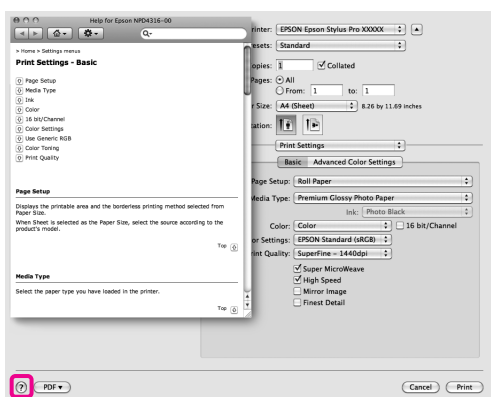 Help for Epson NPD4316-00
Q-
> Home > Settings menus
Print Settings - Basic
Page Setup
Media Type
Ink
Color
16 bit/Channel
Color Settings
Use Generic RGB
Color Toning
Print Quality
Page Setup
Displays the printable area and the borderless printing method selected from
Paper Size.
When Sheet is selected as the Paper Size, select the source according to the
product's model.
Top
Media Type
Select the paper type you have loaded in the printer.
Top
rinter: EPSON Epson Stylus Pro XXXXX
resets: Standard
opies: 1 Collated
Pages: All
From: 1 to: 1
r Size: A4 (Sheet) 8.26 by 11.69 inches
tation:
Print Settings
Basic Advanced Color Settings
Page Setup: Roll Paper
Media Type: Premium Glossy Photo Paper
Ink: Photo Black
Color: Color 16 bit/Channel
or Settings: EPSON Standard (sRGB)
rint Quality: SuperFine - 1440dpi
Super MicroWeave
High Speed
Mirror Image
Finest Detail
? PDF Cancel Print